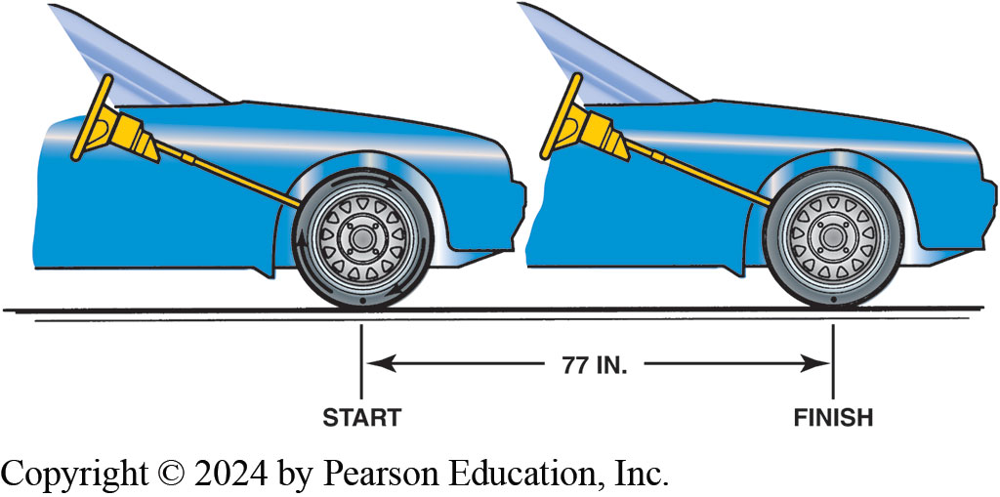 77 IN.
START
FINISH
Copyright © 2024 by Pearson Education, Inc.